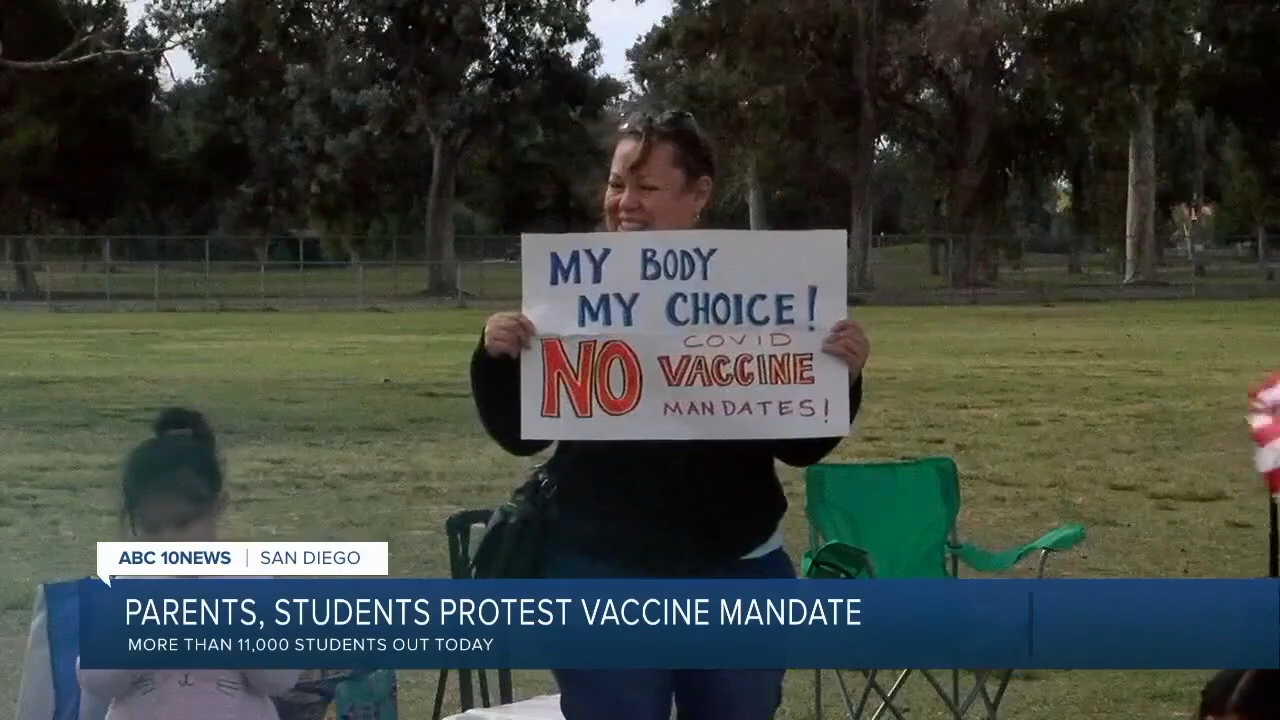 MY BODY
MY CHOICE!
NO COVID
VACCINE
MANDATES!
ABC 10NEWS | SAN DIEGO
PARENTS, STUDENTS PROTEST VACCINE MANDATE
MORE THAN 11,000 STUDENTS OUT TODAY